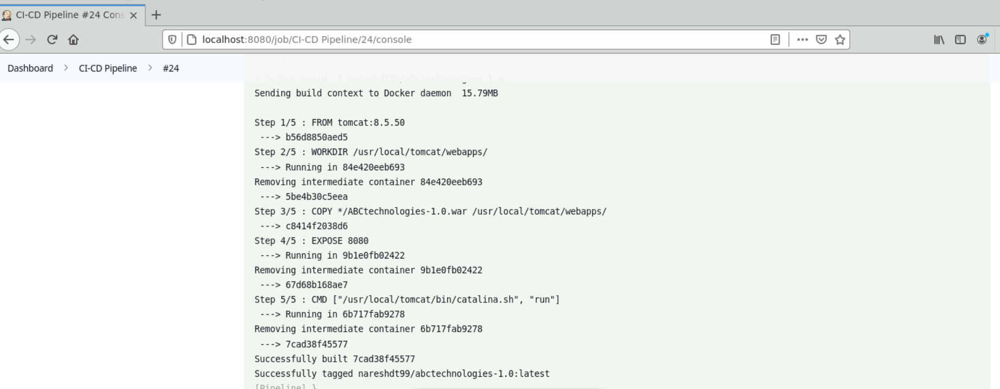 CI-CD Pipeline #24 Cons
localhost:8080/job/CI-CD Pipeline/24/console
Dashboard > CI-CD Pipeline > #24
+ docker build -t nareshdt99/abctechnologies-1.0 .
Sending build context to Docker daemon  15.79MB
Step 1/5 : FROM tomcat:8.5.50
---> b56d8850aed5
Step 2/5 : WORKDIR /usr/local/tomcat/webapps/
---> Running in 84e420eeb693
Removing intermediate container 84e420eeb693
---> 5be4b30c5eea
Step 3/5 : COPY */ABCtechnologies-1.0.war /usr/local/tomcat/webapps/
---> c8414f2038d6
Step 4/5 : EXPOSE 8080
---> Running in 9b1e0fb02422
Removing intermediate container 9b1e0fb02422
---> 67d68b168ae7
Step 5/5 : CMD ["/usr/local/tomcat/bin/catalina.sh", "run"]
---> Running in 6b717fab9278
Removing intermediate container 6b717fab9278
---> 7cad38f45577
Successfully built 7cad38f45577
Successfully tagged nareshdt99/abctechnologies-1.0:latest
[Pipeline] }